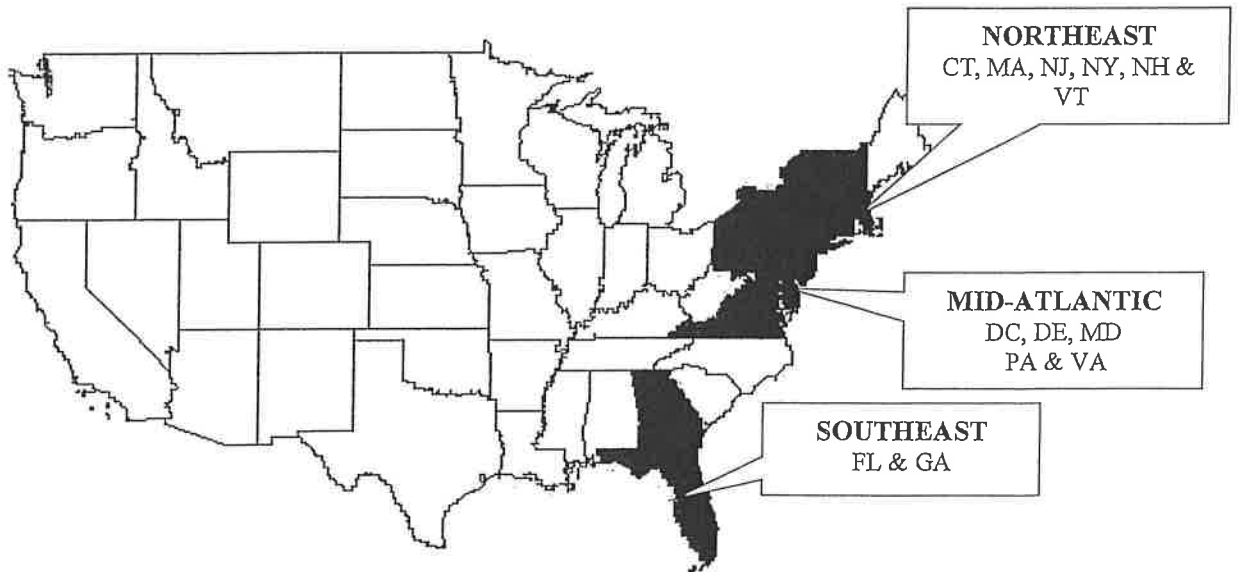 NORTHEAST
CT, MA, NJ, NY, NH &
VT
MID-ATLANTIC
DC, DE, MD
PA & VA
SOUTHEAST
FL & GA